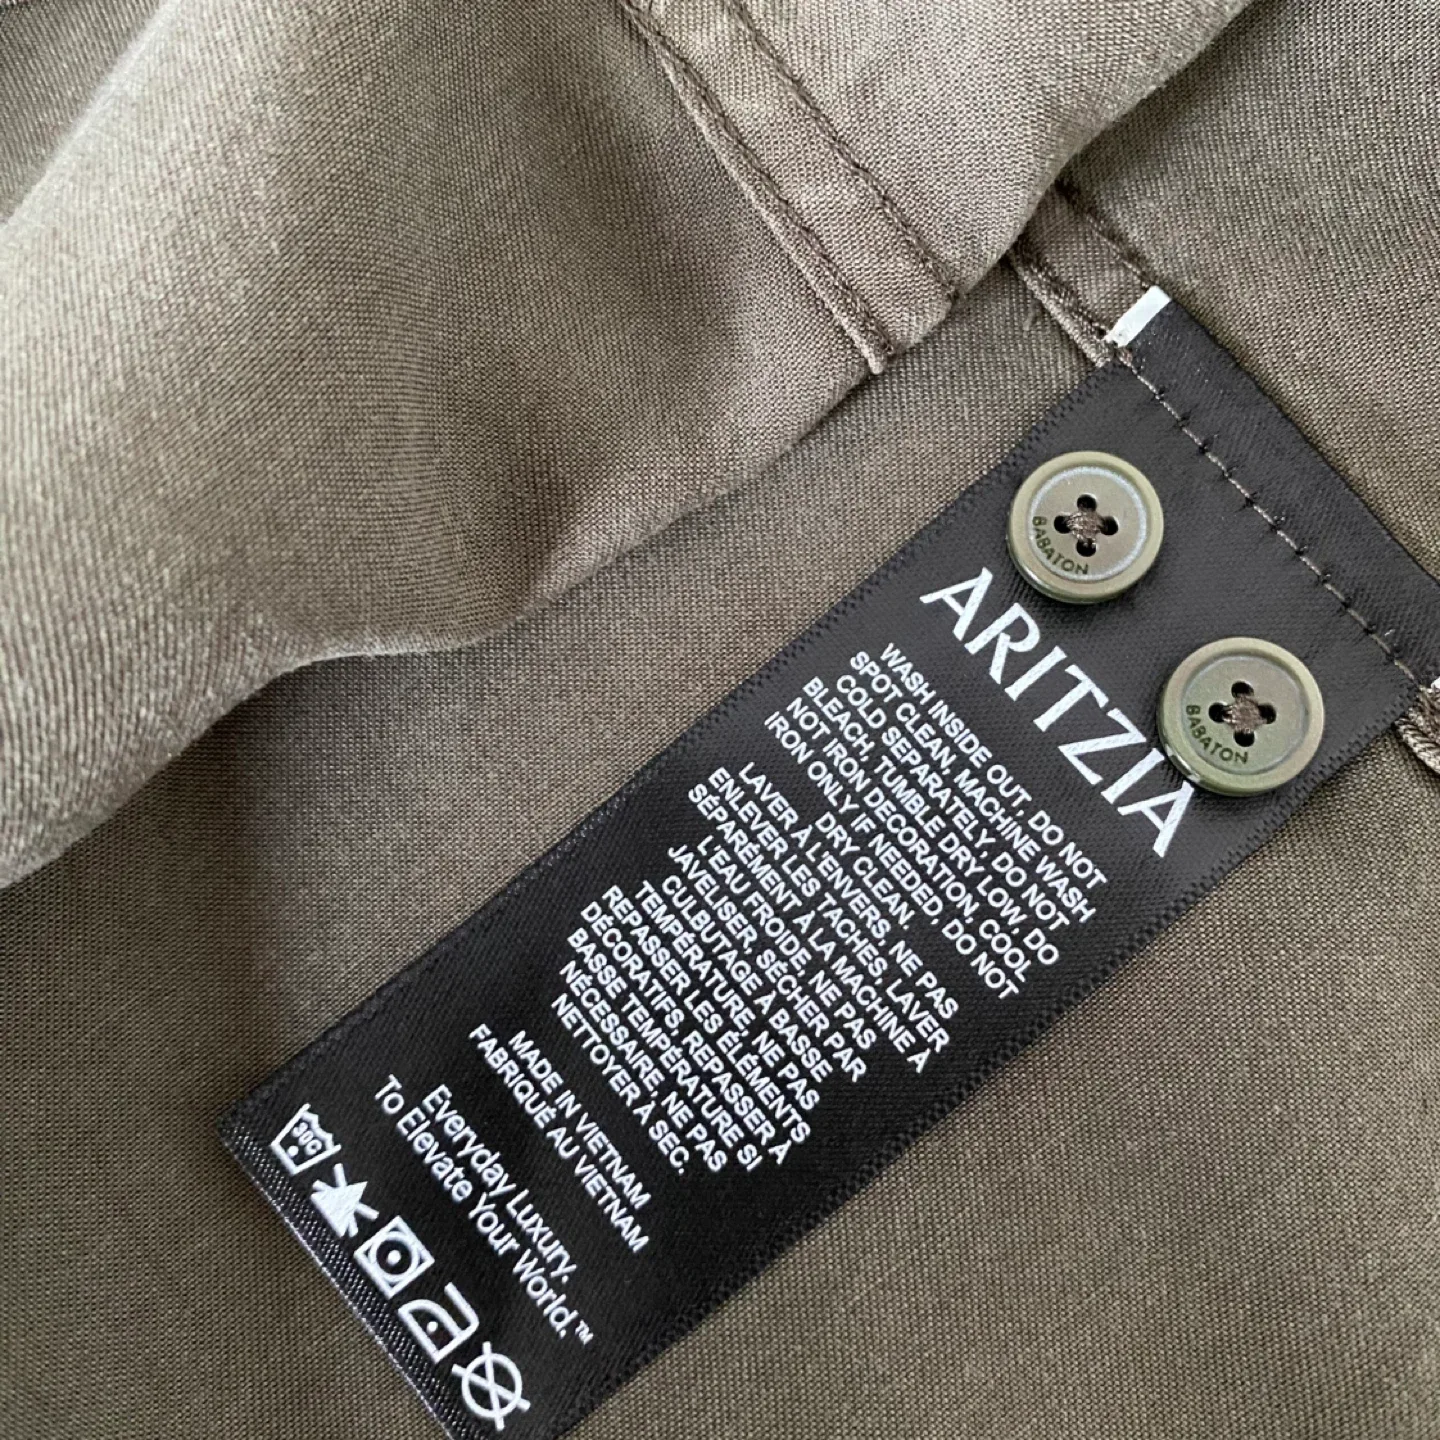 BABATON
BABATON
ARITZIA
WASH INSIDE OUT, DO NOT
SPOT CLEAN, MACHINE WASH
COLD SEPARATELY, DO NOT
BLEACH, TUMBLE DRY LOW, DO
NOT IRON DECORATION, COOL
IRON ONLY IF NEEDED, DO NOT
DRY CLEAN.
LAVER À L'ENVERS, NE PAS
ENLEVER LES TACHES, LAVER
SÉPARÉMENT À LA MACHINE À
L'EAU FROIDE, NE PAS
JAVELISER, SÉCHER PAR
CULBUTAGE À BASSE
TEMPÉRATURE, NE PAS
REPASSER LES ÉLÉMENTS
DÉCORATIFS, REPASSER À
BASSE TEMPÉRATURE SI
NÉCESSAIRE, NE PAS
NETTOYER À SEC.
MADE IN VIETNAM
FABRIQUÉ AU VIETNAM
Everyday Luxury.
To Elevate Your World.™
30C